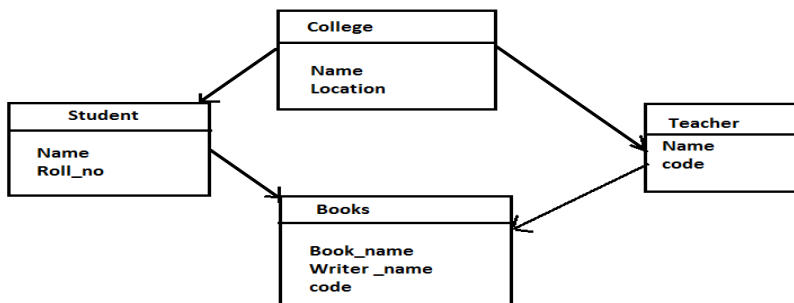 College
Name
Location
Student
Name
Roll_no
Teacher
Name
code
Books
Book_name
Writer _name
code